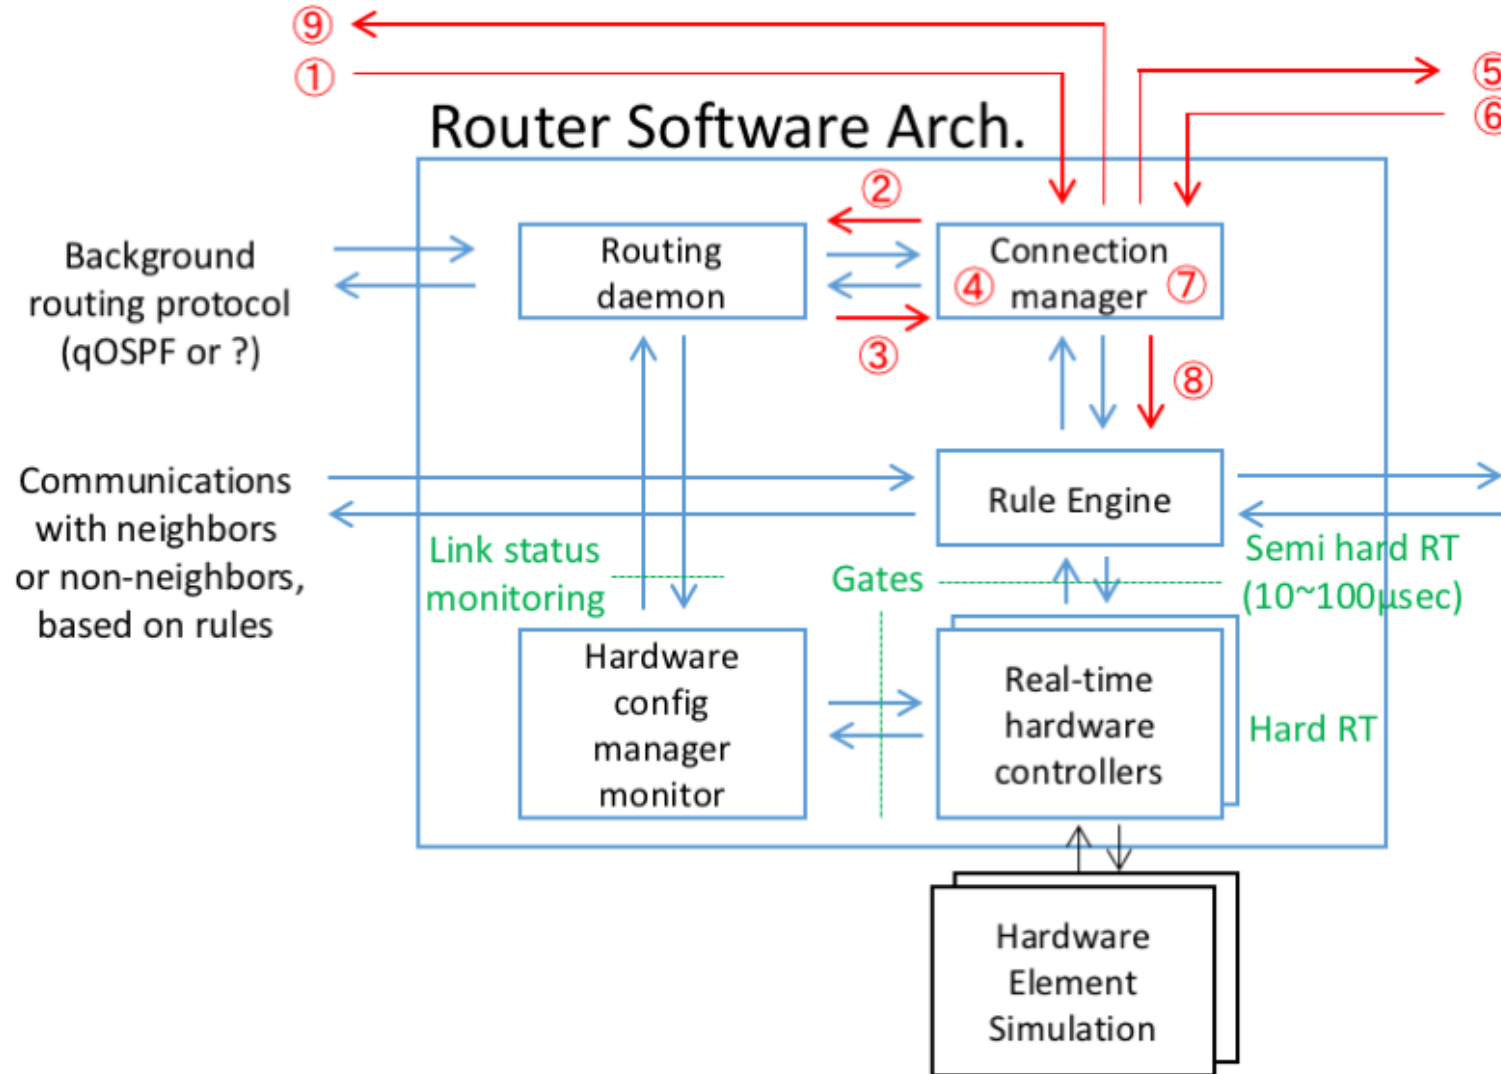 ⑨
①
⑤
⑥
Router Software Arch.
②
Background
routing protocol
(qOSPF or ?)
Routing
daemon
Connection
manager
④
⑦
③
⑧
Communications
with neighbors
or non-neighbors,
based on rules
Rule Engine
Link status
monitoring
Gates
Semi hard RT
(10~100μsec)
Hardware
config
manager
monitor
Real-time
hardware
controllers
Hard RT
Hardware
Element
Simulation